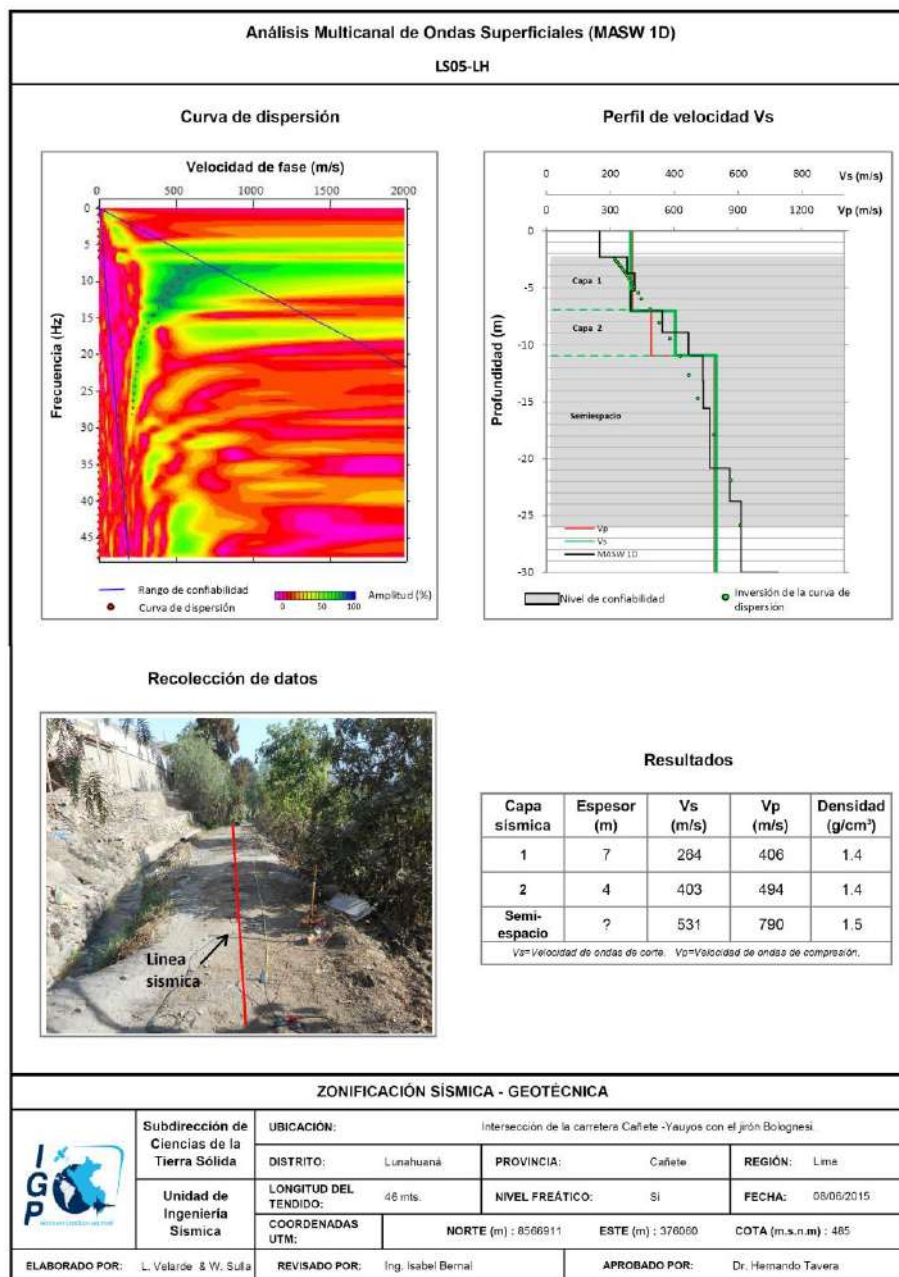 Análisis Multicanal de Ondas Superficiales (MASW 1D)
LS05-LH
Curva de dispersión
Velocidad de fase (m/s)
0 500 1000 1500 2000
Frecuencia (Hz)
0
5
10
15
20
25
30
35
40
45
Rango de confiabilidad
Curva de dispersión
0 50 100
Amplitud (%)
Perfil de velocidad Vs
0 200 400 600 800 Vs (m/s)
0 300 600 900 1200 Vp (m/s)
Profundidad (m)
0
-5
-10
-15
-20
-25
-30
Capa 1
Capa 2
Semiespacio
Vp
Vs
MASW 1D
Nivel de confiabilidad
Inversión de la curva de
dispersión
Recolección de datos
Linea
sismica
Resultados
Capa sísmica Espesor (m) Vs (m/s) Vp (m/s) Densidad (g/cm³)
1 7 264 406 1.4
2 4 403 494 1.4
Semi-espacio ? 531 790 1.5
Vs=Velocidad de ondas de corte. Vp=Velocidad de ondas de compresión.
ZONIFICACIÓN SÍSMICA - GEOTÉCNICA
IGP
Subdirección de
Ciencias de la
Tierra Sólida
Unidad de
Ingeniería
Sísmica
UBICACIÓN: Intersección de la carretera Cañete -Yauyos con el jirón Bolognesi.
DISTRITO: Lunahuaná PROVINCIA: Cañete REGIÓN: Lima
LONGITUD DEL TENDIDO: 46 mts. NIVEL FREÁTICO: Si FECHA: 08/06/2015
COORDENADAS UTM: NORTE (m) : 8566911 ESTE (m) : 376060 COTA (m.s.n.m) : 485
ELABORADO POR: L. Velarde & W. Sulla REVISADO POR: Ing. Isabel Bernal APROBADO POR: Dr. Hernando Tavera